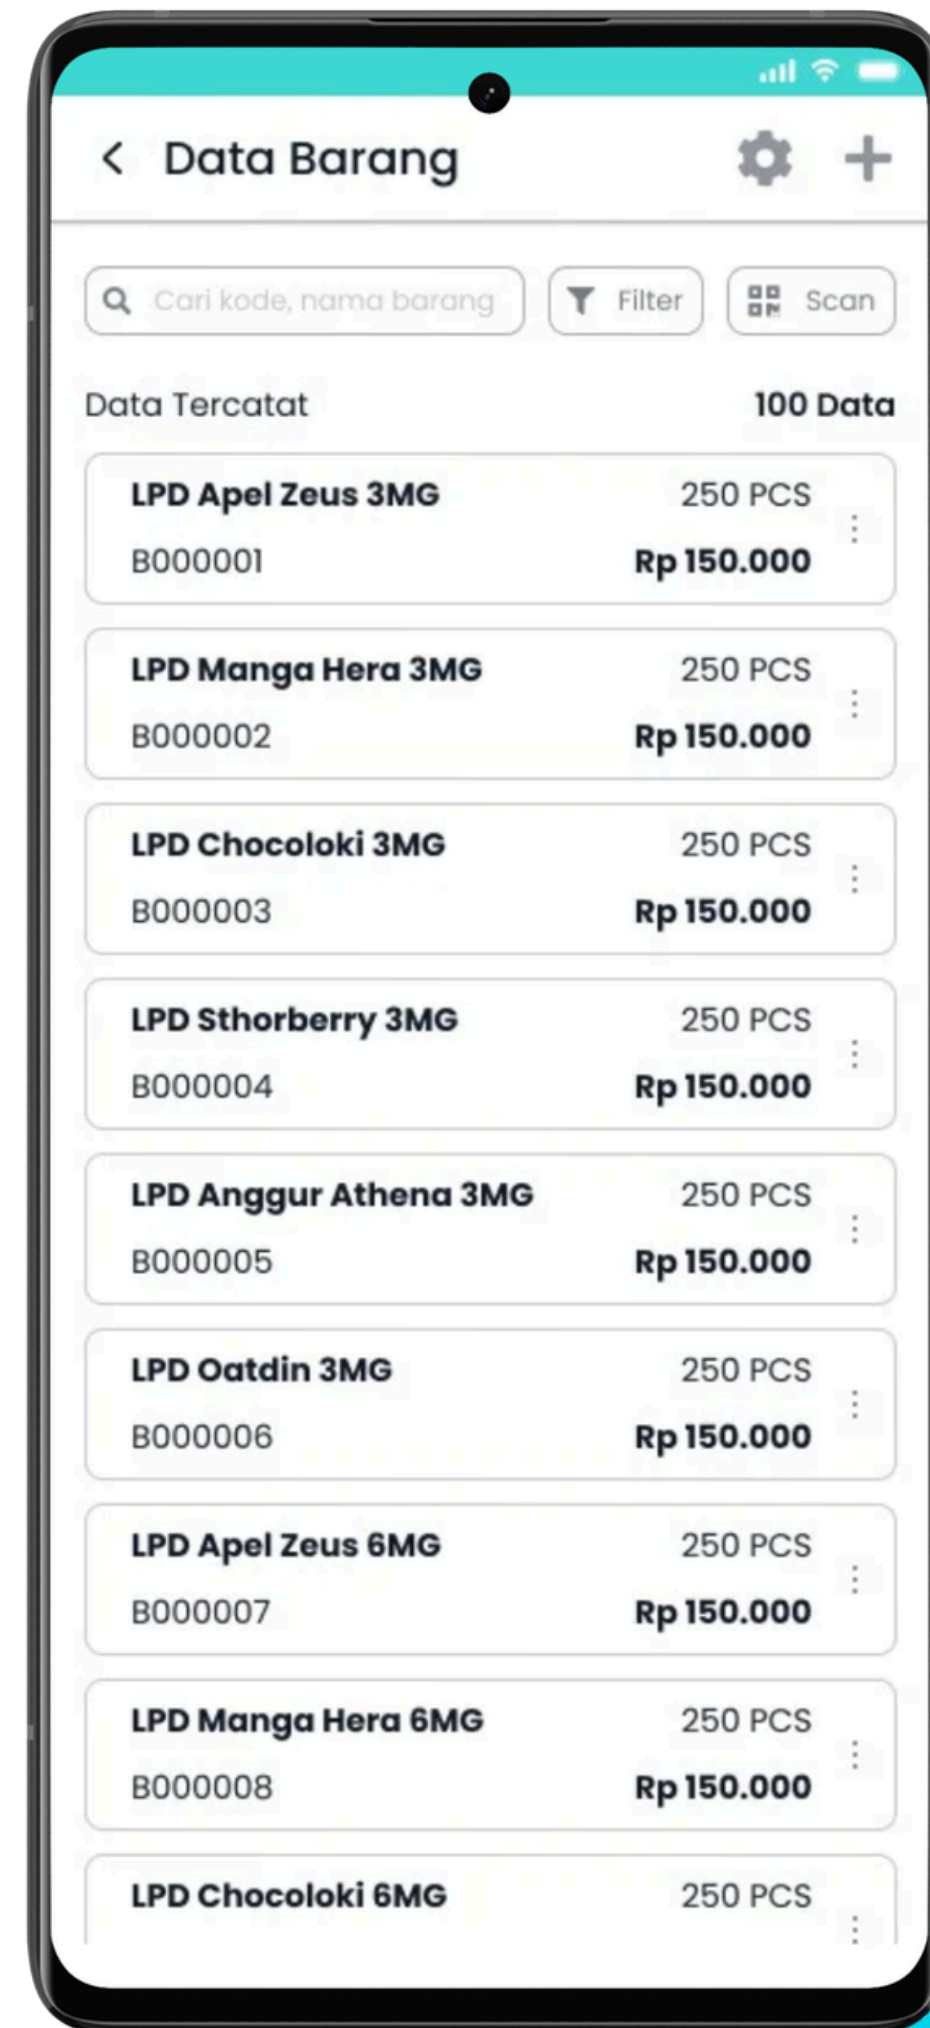 Data Barang
Cari kode, nama barang
Filter
Scan
Data Tercatat 100 Data
LPD Apel Zeus 3MG 250 PCS
B000001 Rp 150.000
LPD Manga Hera 3MG 250 PCS
B000002 Rp 150.000
LPD Chocoloki 3MG 250 PCS
B000003 Rp 150.000
LPD Sthorberry 3MG 250 PCS
B000004 Rp 150.000
LPD Anggur Athena 3MG 250 PCS
B000005 Rp 150.000
LPD Oatdin 3MG 250 PCS
B000006 Rp 150.000
LPD Apel Zeus 6MG 250 PCS
B000007 Rp 150.000
LPD Manga Hera 6MG 250 PCS
B000008 Rp 150.000
LPD Chocoloki 6MG 250 PCS